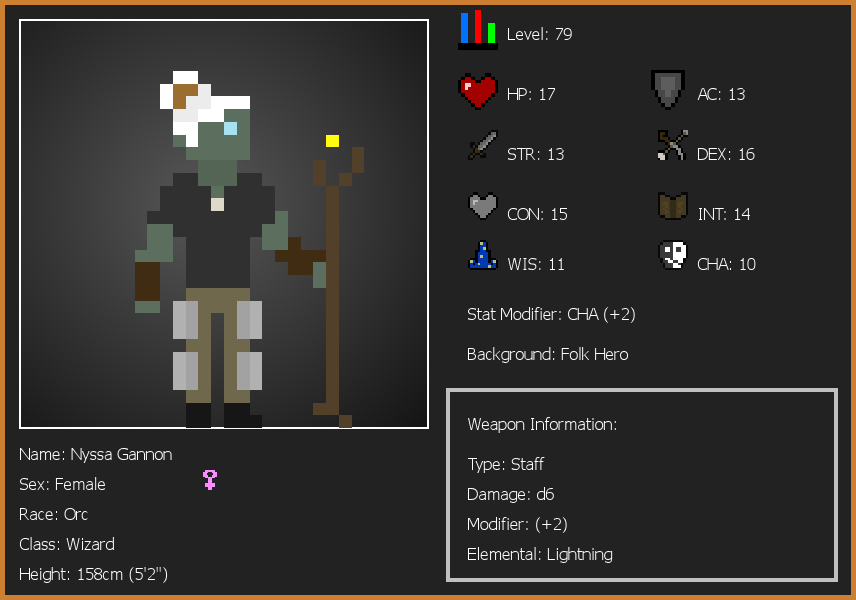 Level: 79
HP: 17
AC: 13
STR: 13
DEX: 16
CON: 15
INT: 14
WIS: 11
CHA: 10
Stat Modifier: CHA (+2)
Background: Folk Hero
Weapon Information:
Type: Staff
Damage: d6
Modifier: (+2)
Elemental: Lightning
Name: Nyssa Gannon
Sex: Female
Race: Orc
Class: Wizard
Height: 158cm (5'2")